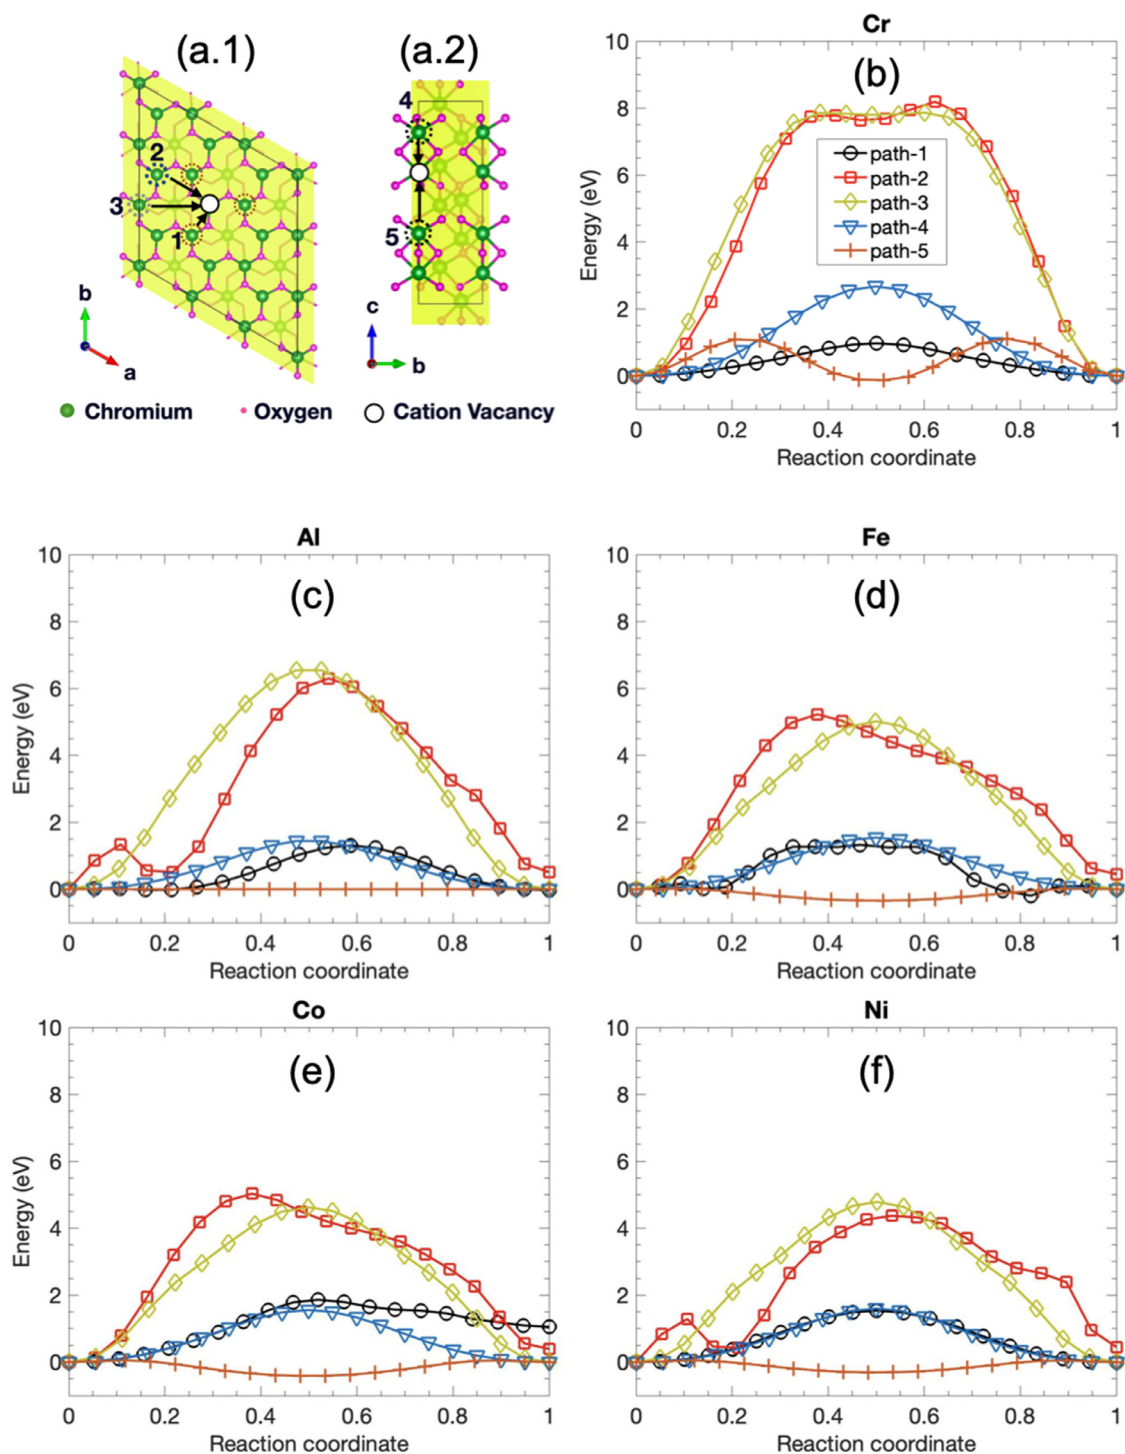 (a.1)
(a.2)
2
3
1
4
5
b
a
c
b
Chromium
Oxygen
Cation Vacancy
Cr
(b)
10
8
6
4
2
0
Energy (eV)
path-1
path-2
path-3
path-4
path-5
0 0.2 0.4 0.6 0.8 1
Reaction coordinate
Al
(c)
10
8
6
4
2
0
Energy (eV)
0 0.2 0.4 0.6 0.8 1
Reaction coordinate
Fe
(d)
10
8
6
4
2
0
0 0.2 0.4 0.6 0.8 1
Reaction coordinate
Co
(e)
10
8
6
4
2
0
Energy (eV)
0 0.2 0.4 0.6 0.8 1
Reaction coordinate
Ni
(f)
10
8
6
4
2
0
0 0.2 0.4 0.6 0.8 1
Reaction coordinate